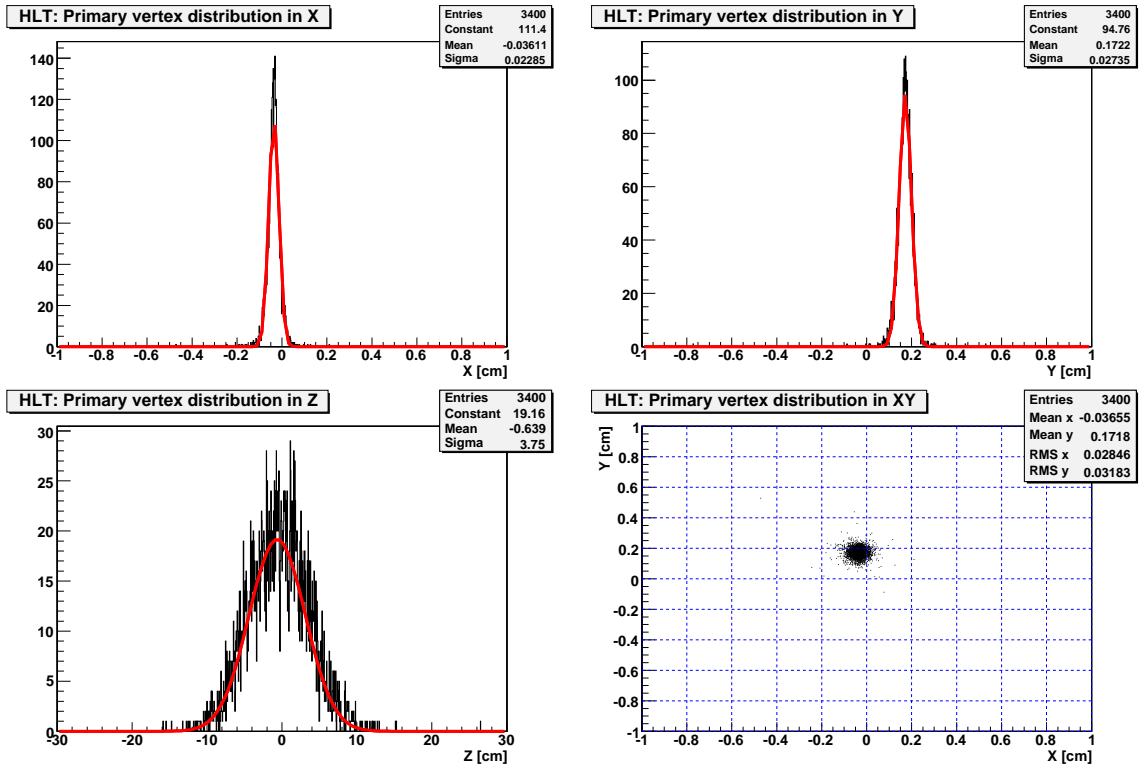 HLT: Primary vertex distribution in X
Entries 3400
Constant 111.4
Mean -0.03611
Sigma 0.02285
140
120
100
80
60
40
20
0
-1 -0.8 -0.6 -0.4 -0.2 0 0.2 0.4 0.6 0.8 1
X [cm]
HLT: Primary vertex distribution in Y
Entries 3400
Constant 94.76
Mean 0.1722
Sigma 0.02735
100
80
60
40
20
0
-1 -0.8 -0.6 -0.4 -0.2 0 0.2 0.4 0.6 0.8 1
Y [cm]
HLT: Primary vertex distribution in Z
Entries 3400
Constant 19.16
Mean -0.639
Sigma 3.75
30
25
20
15
10
5
0
-30 -20 -10 0 10 20 30
Z [cm]
HLT: Primary vertex distribution in XY
Entries 3400
Mean x -0.03655
Mean y 0.1718
RMS x 0.02846
RMS y 0.03183
Y [cm]
1
0.8
0.6
0.4
0.2
0
-0.2
-0.4
-0.6
-0.8
-1
-1 -0.8 -0.6 -0.4 -0.2 0 0.2 0.4 0.6 0.8 1
X [cm]